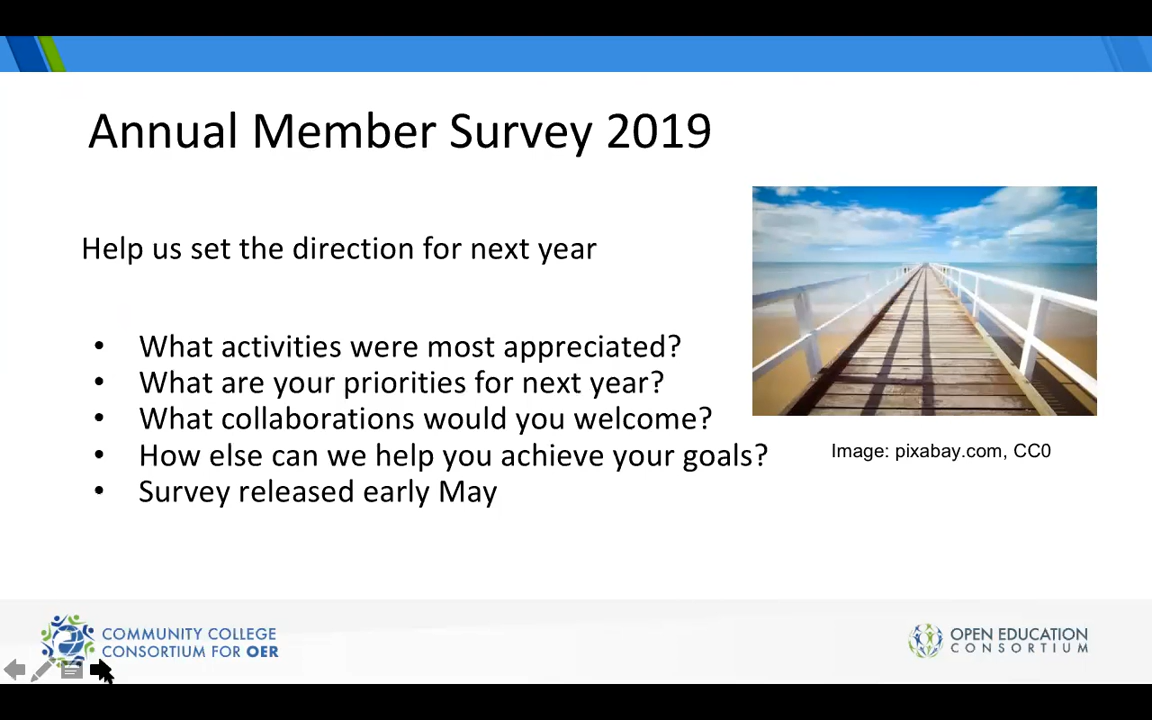 Annual Member Survey 2019
Help us set the direction for next year
• What activities were most appreciated?
• What are your priorities for next year?
• What collaborations would you welcome?
• How else can we help you achieve your goals?
• Survey released early May
Image: pixabay.com, CC0
COMMUNITY COLLEGE
CONSORTIUM FOR OER
OPEN EDUCATION
CONSORTIUM